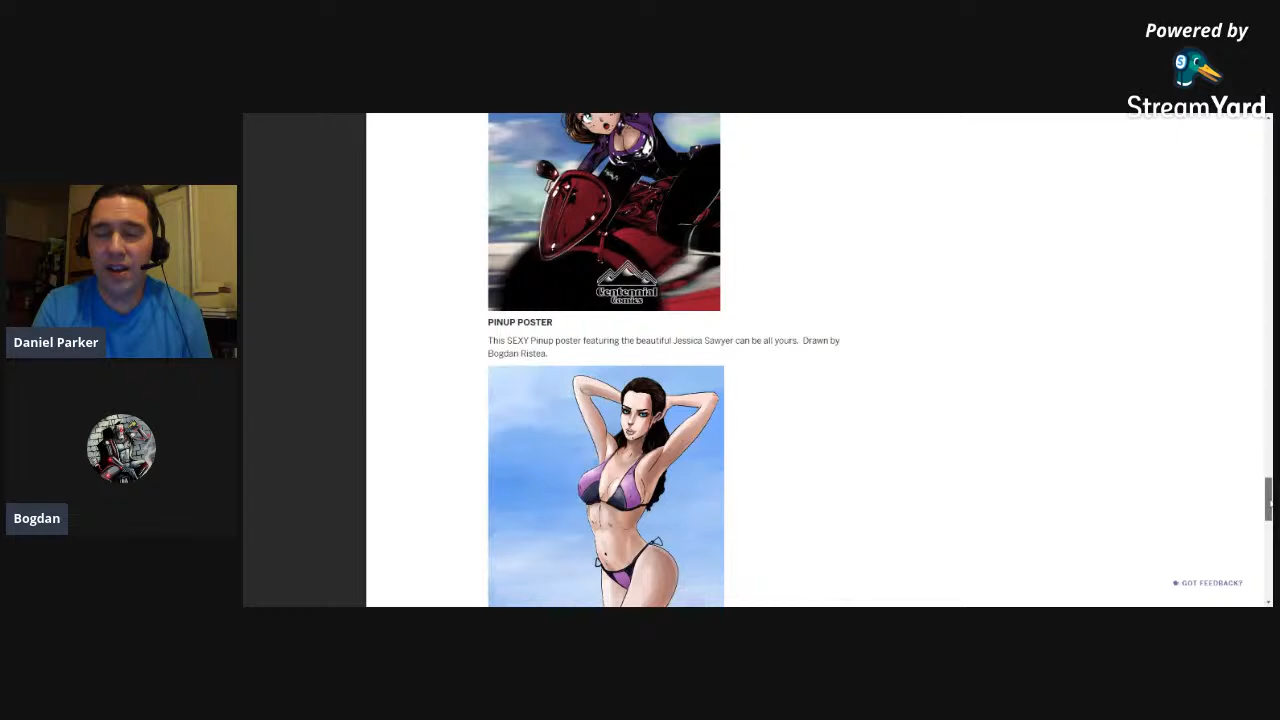 Powered by
StreamYard
Centennial
Comics
PINUP POSTER
This SEXY Pinup poster featuring the beautiful Jessica Sawyer can be all yours. Drawn by
Bogdan Ristea.
Daniel Parker
Bogdan
GOT FEEDBACK?